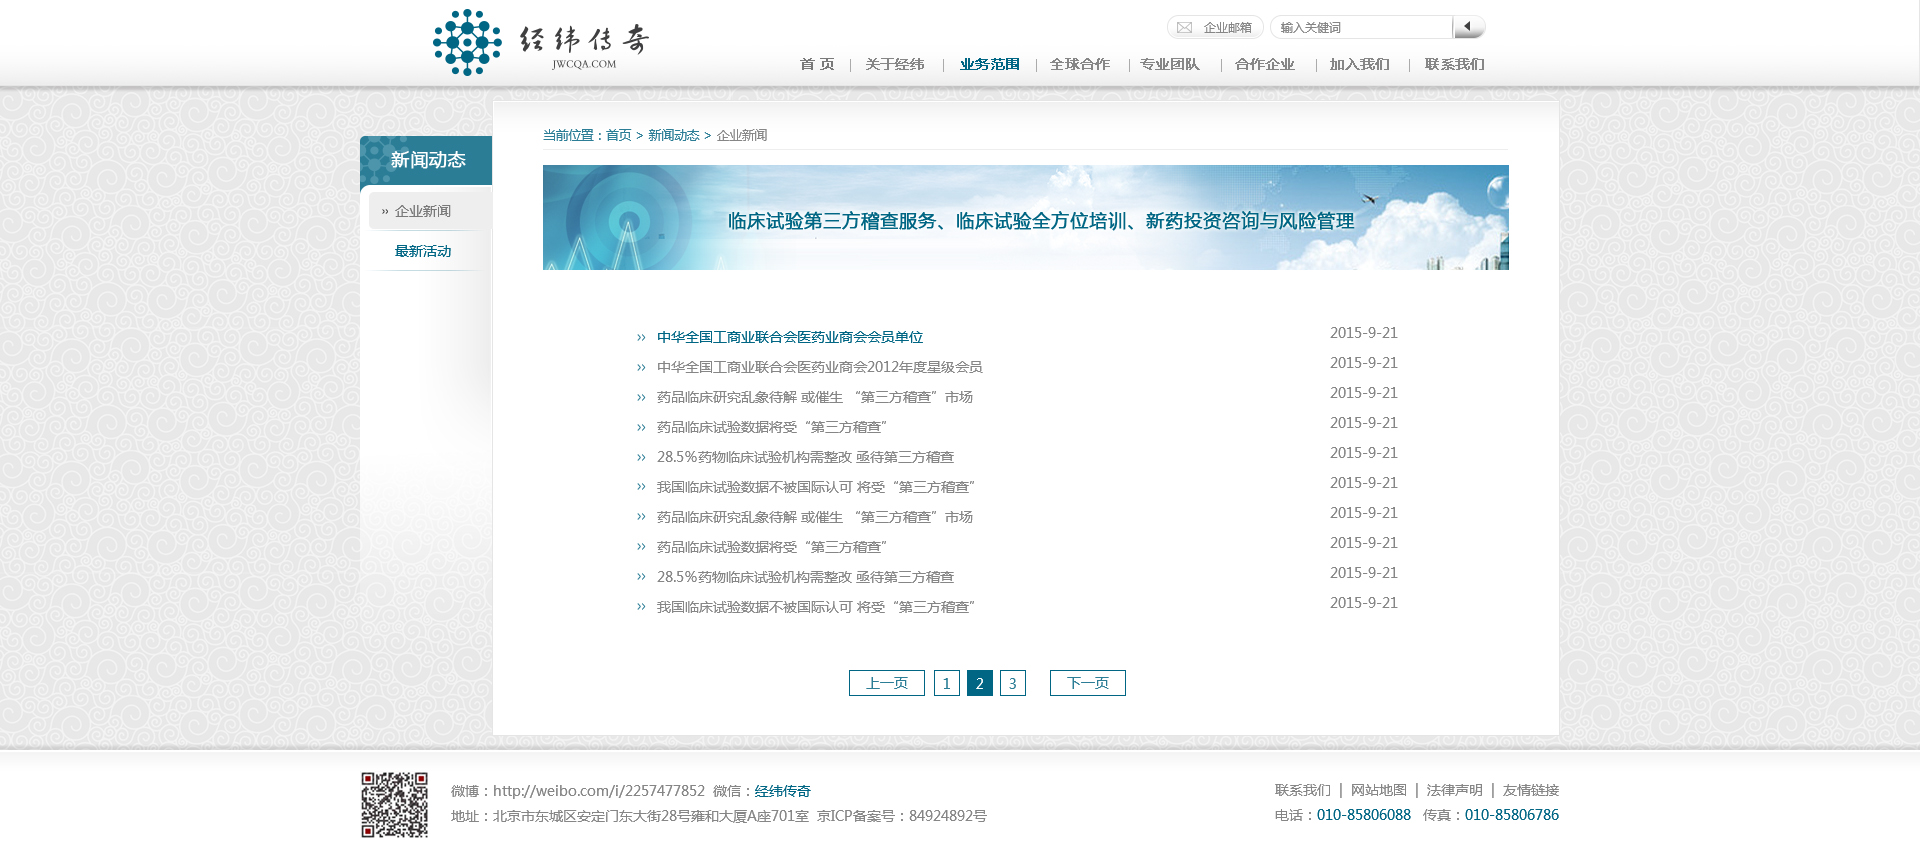 经纬传奇
JWCQA.COM
企业邮箱
输入关健词
首 页
关于经纬
业务范围
全球合作
专业团队
合作企业
加入我们
联系我们
新闻动态
›› 企业新闻
最新活动
当前位置：首页 > 新闻动态 > 企业新闻
临床试验第三方稽查服务、临床试验全方位培训、新药投资咨询与风险管理
›› 中华全国工商业联合会医药业商会会员单位 2015-9-21
›› 中华全国工商业联合会医药业商会2012年度星级会员 2015-9-21
›› 药品临床研究乱象待解 或催生 “第三方稽查”市场 2015-9-21
›› 药品临床试验数据将受“第三方稽查” 2015-9-21
›› 28.5%药物临床试验机构需整改 亟待第三方稽查 2015-9-21
›› 我国临床试验数据不被国际认可 将受“第三方稽查” 2015-9-21
›› 药品临床研究乱象待解 或催生 “第三方稽查”市场 2015-9-21
›› 药品临床试验数据将受“第三方稽查” 2015-9-21
›› 28.5%药物临床试验机构需整改 亟待第三方稽查 2015-9-21
›› 我国临床试验数据不被国际认可 将受“第三方稽查” 2015-9-21
上一页 1 2 3 下一页
微博：http://weibo.com/i/2257477852 微信：经纬传奇
地址：北京市东城区安定门东大街28号雍和大厦A座701室 京ICP备案号：84924892号
联系我们 | 网站地图 | 法律声明 | 友情链接
电话：010-85806088 传真：010-85806786